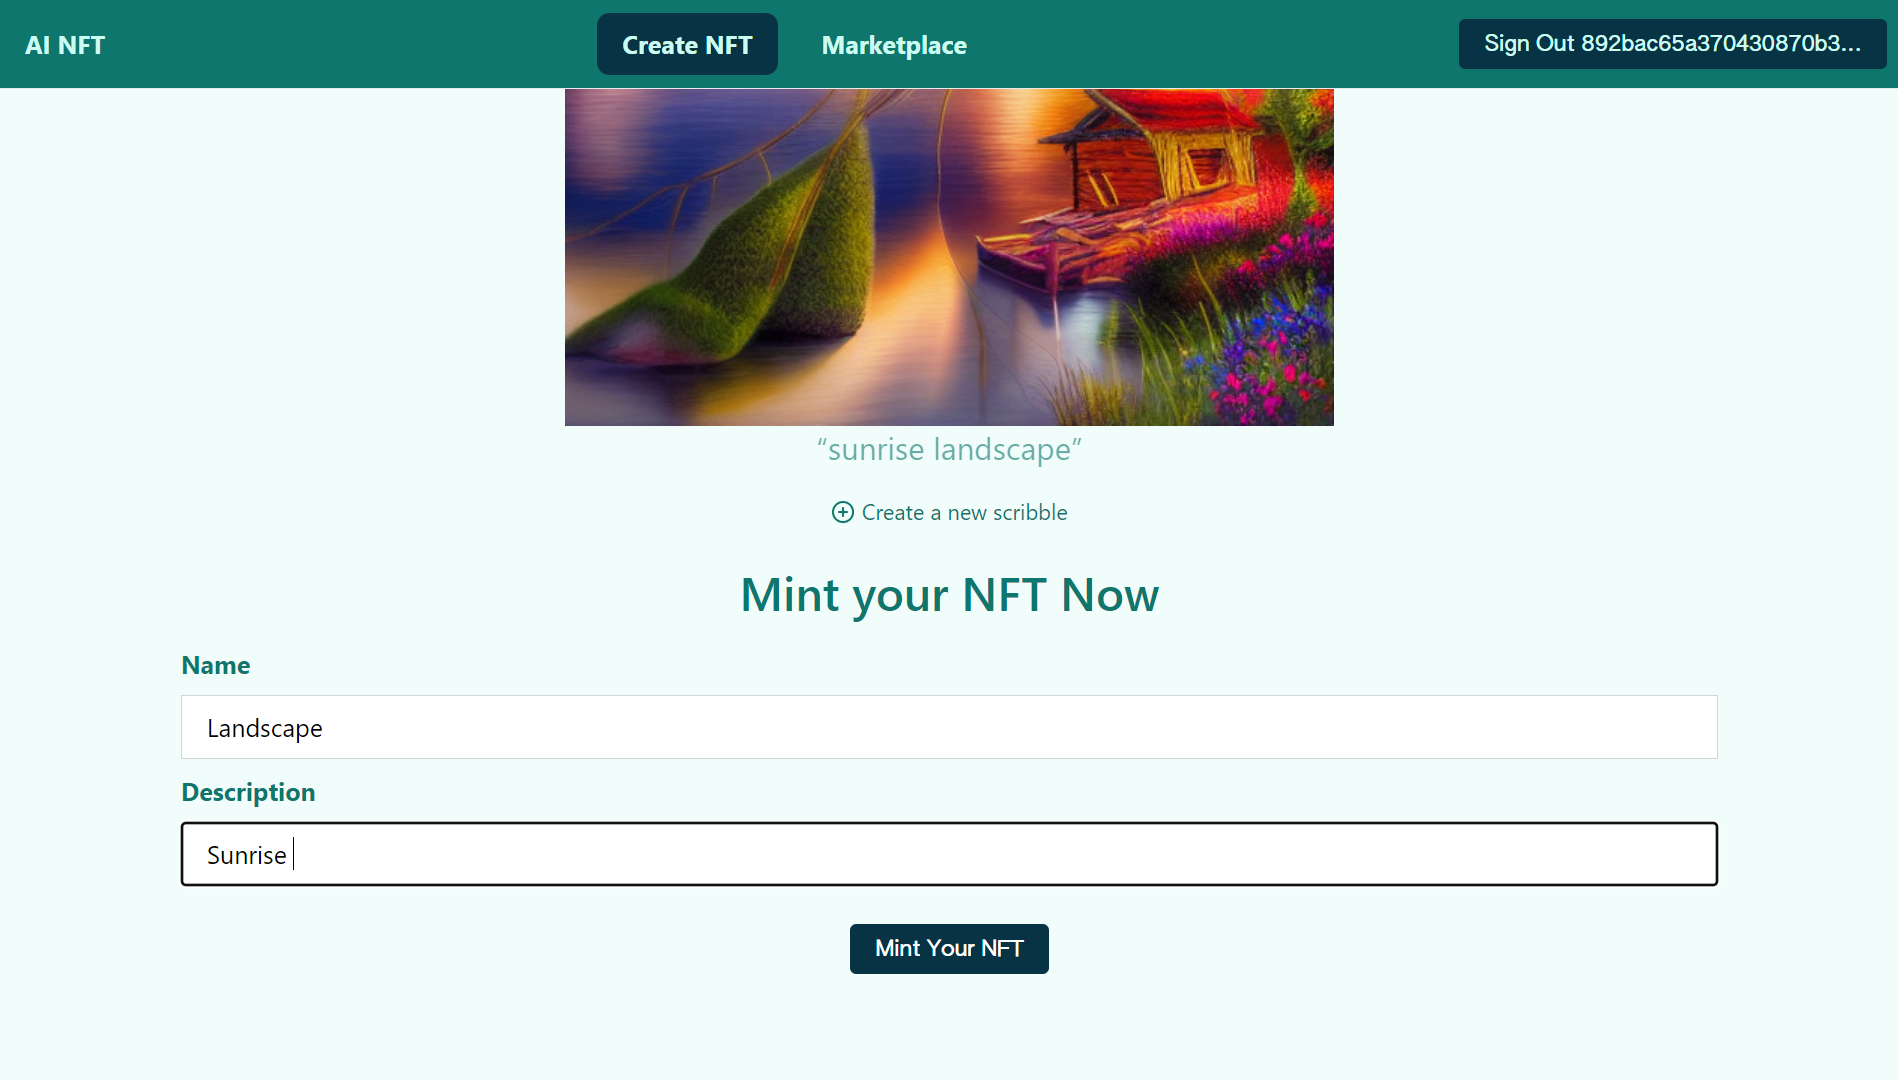 AI NFT
Create NFT
Marketplace
Sign Out 892bac65a370430870b3...
“sunrise landscape”
Create a new scribble
Mint your NFT Now
Name
Landscape
Description
Sunrise
Mint Your NFT